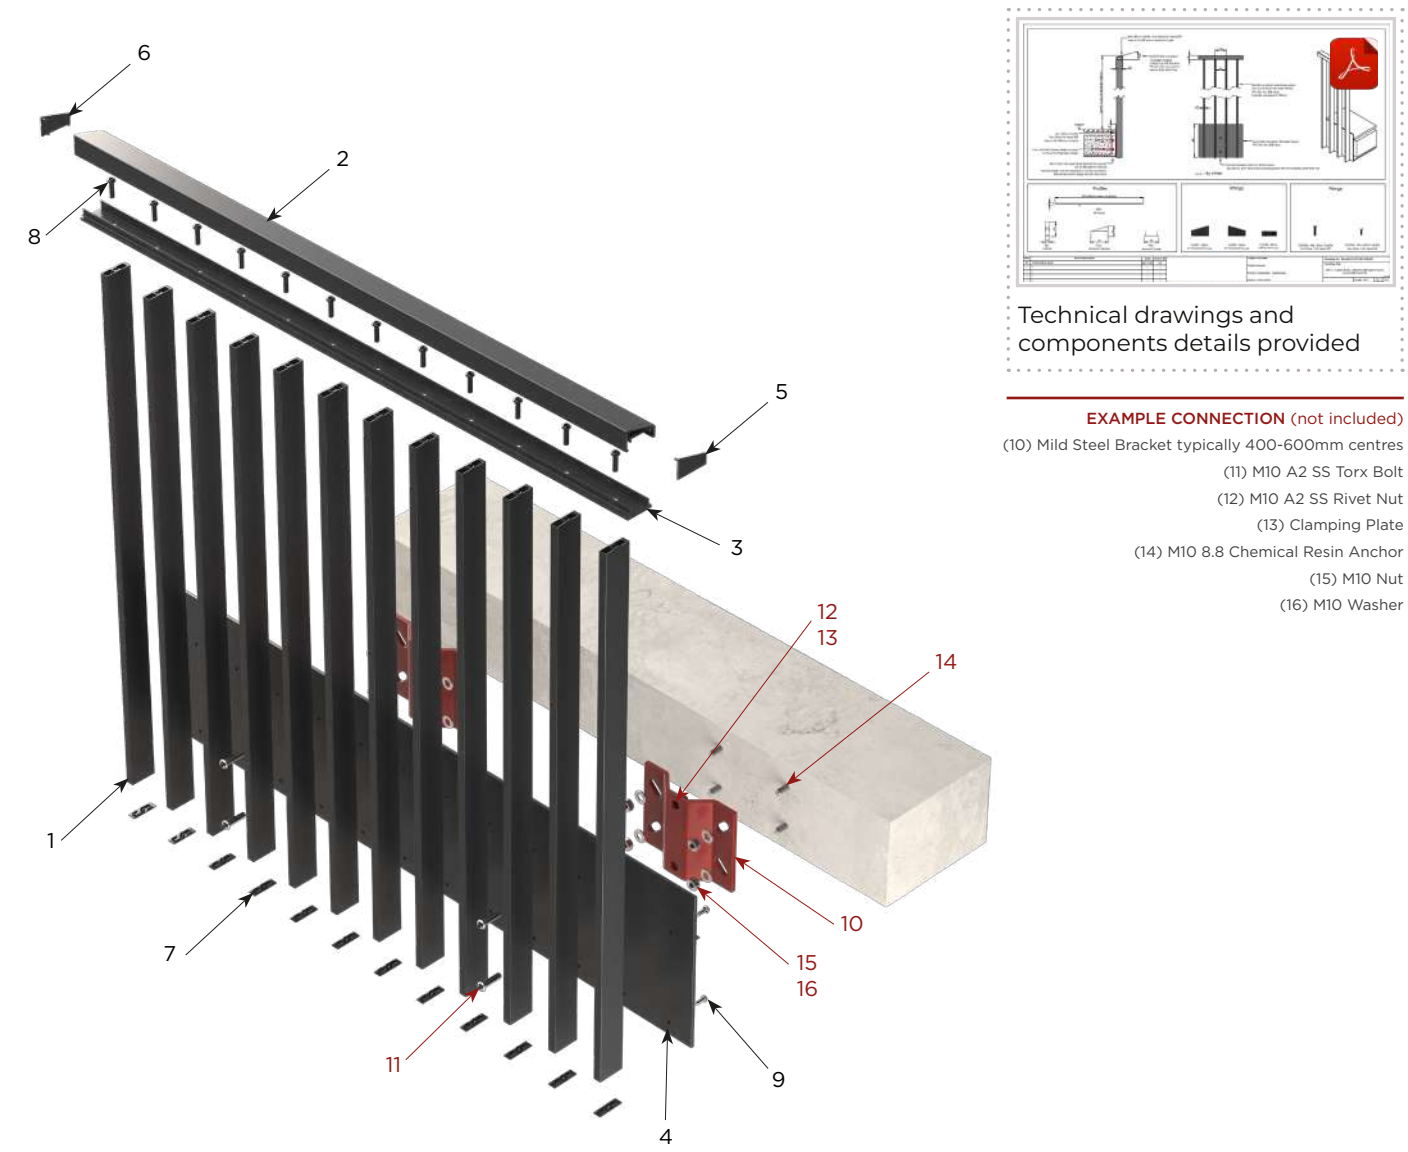 6
2
8
5
3
12
13
14
1
10
7
15
16
11
9
4
Technical drawings and
components details provided
EXAMPLE CONNECTION (not included)
(10) Mild Steel Bracket typically 400-600mm centres
(11) M10 A2 SS Torx Bolt
(12) M10 A2 SS Rivet Nut
(13) Clamping Plate
(14) M10 8.8 Chemical Resin Anchor
(15) M10 Nut
(16) M10 Washer